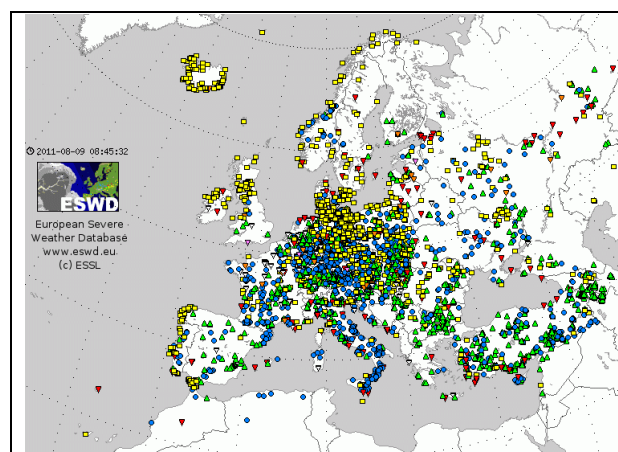 2011-08-09 08:45:32
ESWD
European Severe
Weather Database
www.eswd.eu
(c) ESSL